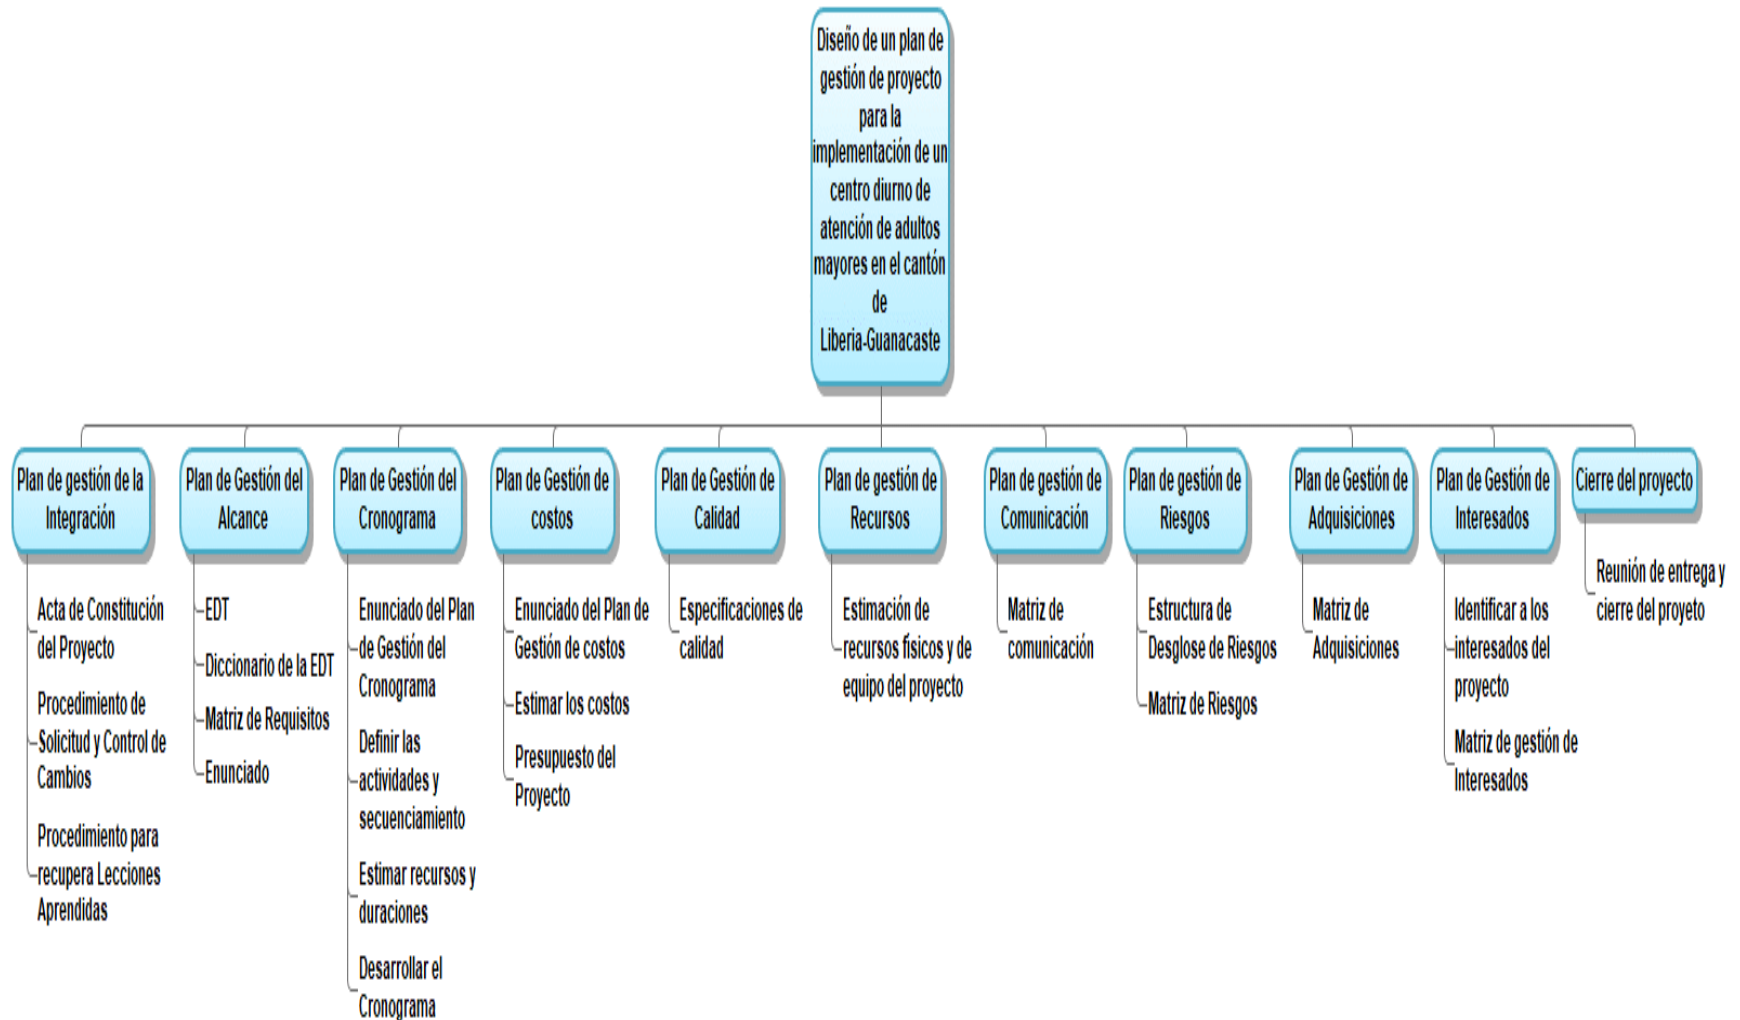 Diseño de un plan de
gestión de proyecto
para la
implementación de un
centro diurno de
atención de adultos
mayores en el cantón
de
Liberia-Guanacaste
Plan de gestión de la
Integración
Acta de Constitución
del Proyecto
Procedimiento de
Solicitud y Control de
Cambios
Procedimiento para
recupera Lecciones
Aprendidas
Plan de Gestión del
Alcance
EDT
Diccionario de la EDT
Matriz de Requisitos
Enunciado
Plan de Gestión del
Cronograma
Enunciado del Plan
de Gestión del
Cronograma
Definir las
actividades y
secuenciamiento
Estimar recursos y
duraciones
Desarrollar el
Cronograma
Plan de Gestión de
costos
Enunciado del Plan de
Gestión de costos
Estimar los costos
Presupuesto del
Proyecto
Plan de Gestión de
Calidad
Especificaciones de
calidad
Plan de gestión de
Recursos
Estimación de
recursos físicos y de
equipo del proyecto
Plan de gestión de
Comunicación
Matriz de
comunicación
Plan de gestión de
Riesgos
Estructura de
Desglose de Riesgos
Matriz de Riesgos
Plan de Gestión de
Adquisiciones
Matriz de
Adquisiciones
Plan de Gestión de
Interesados
Identificar a los
interesados del
proyecto
Matriz de gestión de
Interesados
Cierre del proyecto
Reunión de entrega y
cierre del proyeto